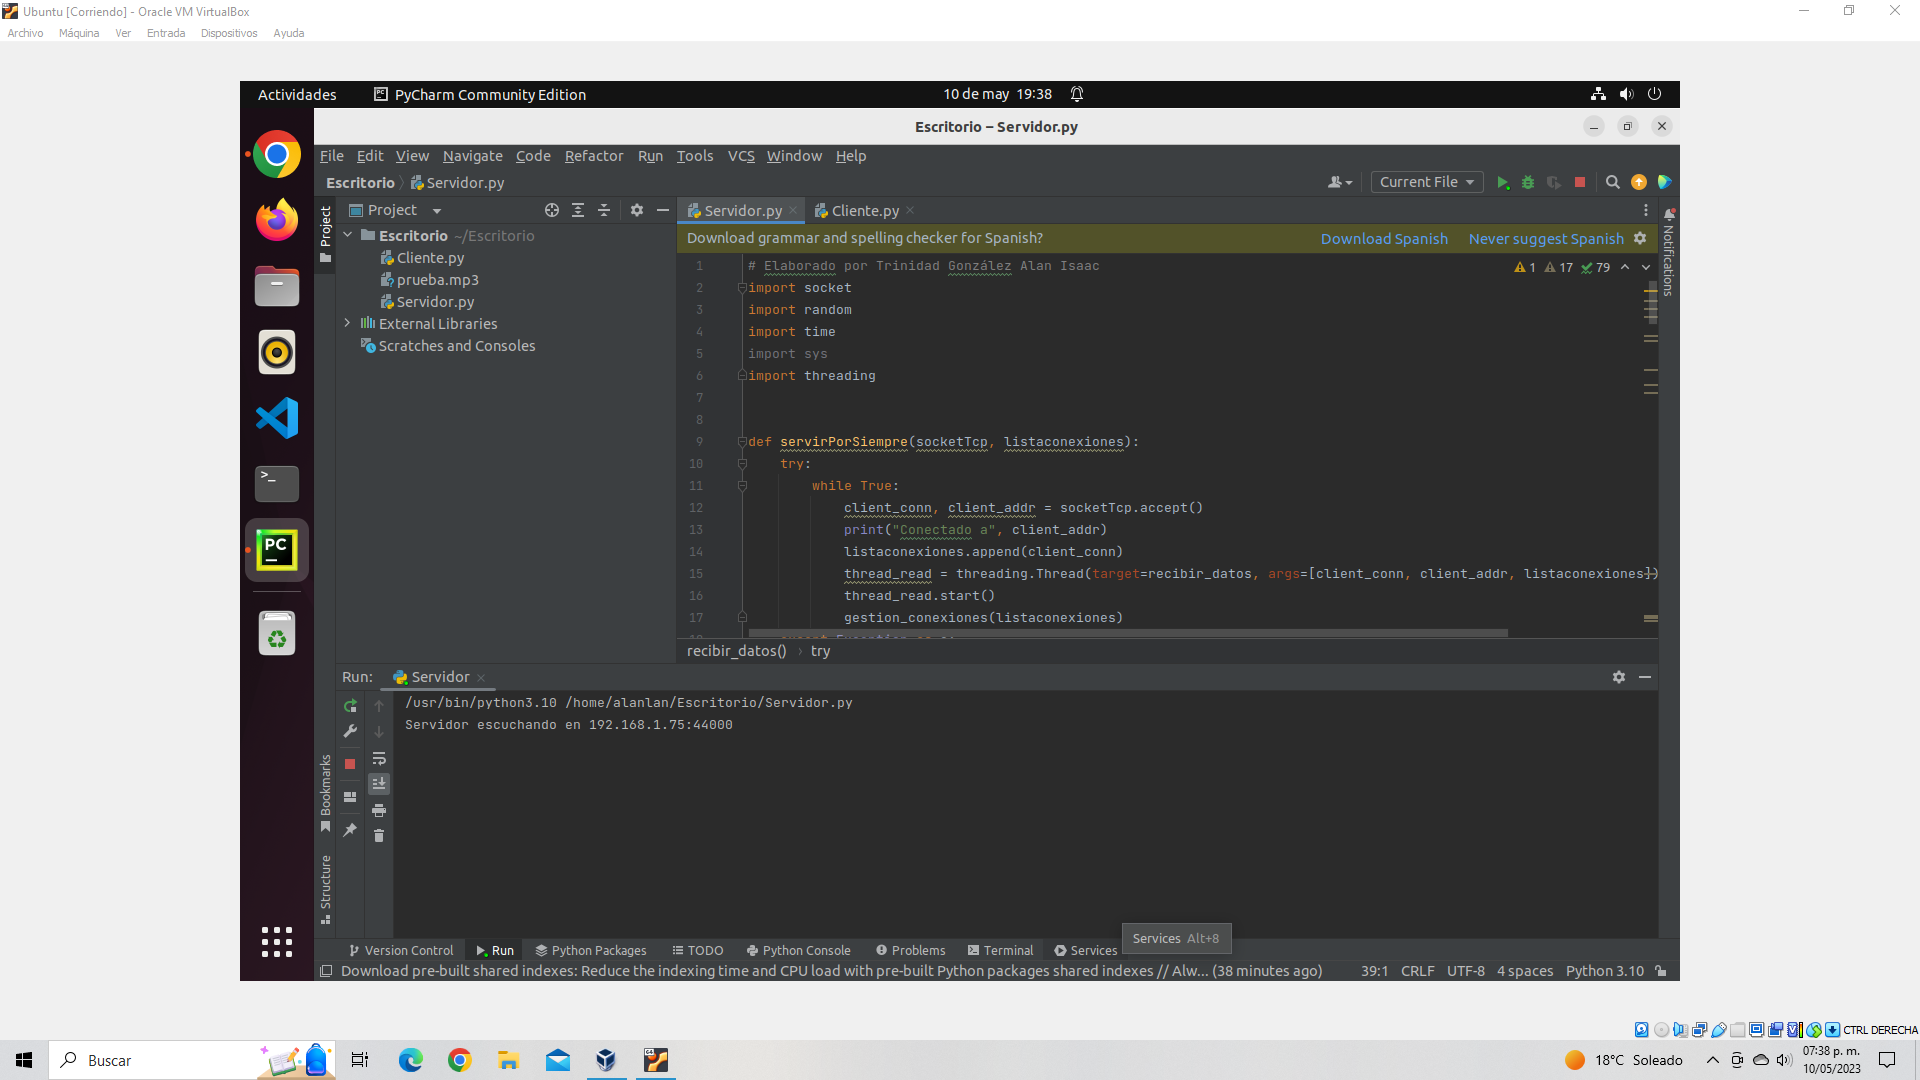 Ubuntu [Corriendo] - Oracle VM VirtualBox
Archivo Máquina Ver Entrada Dispositivos Ayuda
Actividades PyCharm Community Edition 10 de may 19:38
Escritorio – Servidor.py
File Edit View Navigate Code Refactor Run Tools VCS Window Help
Escritorio Servidor.py Current File
Project
Project
Servidor.py
Cliente.py
Escritorio ~/Escritorio
Cliente.py
prueba.mp3
Servidor.py
External Libraries
Scratches and Consoles
Download grammar and spelling checker for Spanish? Download Spanish Never suggest Spanish
Notifications
1 17 79
1 # Elaborado por Trinidad González Alan Isaac
2 import socket
3 import random
4 import time
5 import sys
6 import threading
7
8
9 def servirPorSiempre(socketTcp, listaconexiones):
10 try:
11 while True:
12 client_conn, client_addr = socketTcp.accept()
13 print("Conectado a", client_addr)
14 listaconexiones.append(client_conn)
15 thread_read = threading.Thread(target=recibir_datos, args=[client_conn, client_addr, listaconexiones])
16 thread_read.start()
17 gestion_conexiones(listaconexiones)
recibir_datos() › try
Run: Servidor
/usr/bin/python3.10 /home/alanlan/Escritorio/Servidor.py
Servidor escuchando en 192.168.1.75:44000
Bookmarks
Structure
Services Alt+8
Version Control Run Python Packages TODO Python Console Problems Terminal Services
Download pre-built shared indexes: Reduce the indexing time and CPU load with pre-built Python packages shared indexes // Alw... (38 minutes ago) 39:1 CRLF UTF-8 4 spaces Python 3.10
CTRL DERECHA
Buscar
18°C Soleado
07:38 p. m.
10/05/2023